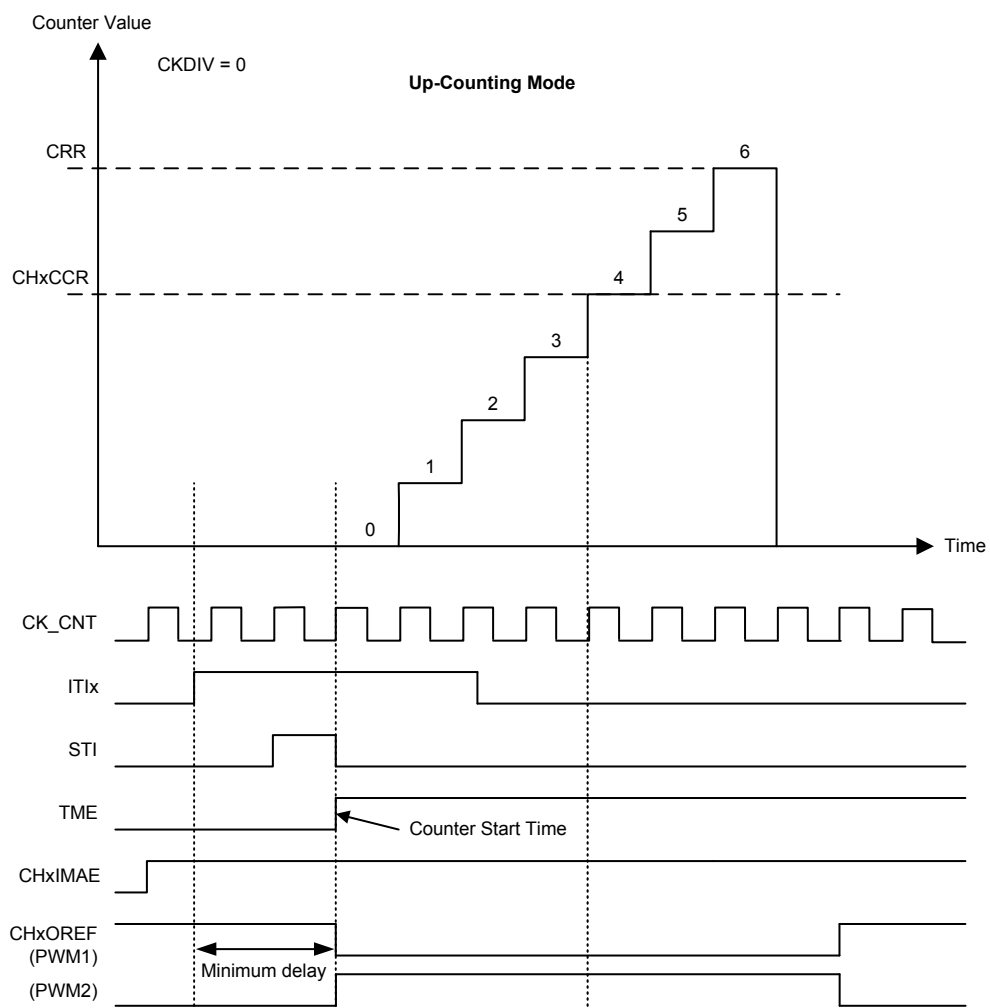 Counter Value
CKDIV = 0
Up-Counting Mode
CRR
6
5
CHxCCR
4
3
2
1
0
Time
CK_CNT
ITIx
STI
TME
Counter Start Time
CHxIMAE
CHxOREF
(PWM1)
Minimum delay
(PWM2)